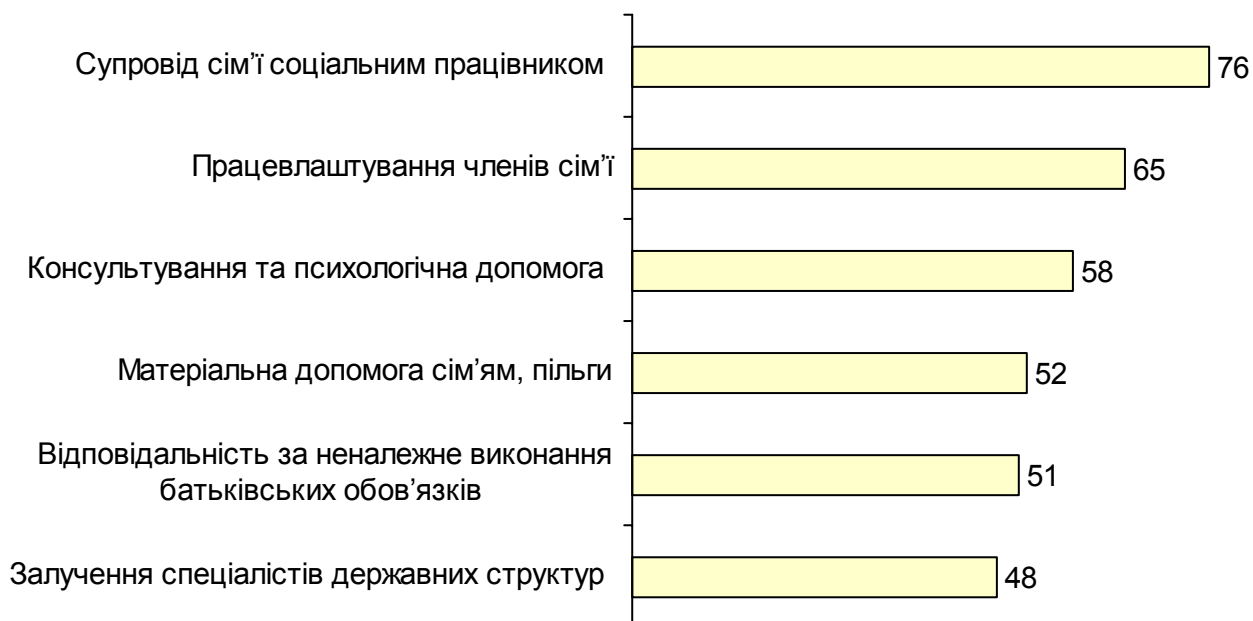 Супровід сім’ї соціальним працівником
76
Працевлаштування членів сім’ї
65
Консультування та психологічна допомога
58
Матеріальна допомога сім’ям, пільги
52
Відповідальність за неналежне виконання
батьківських обов’язків
51
Залучення спеціалістів державних структур
48